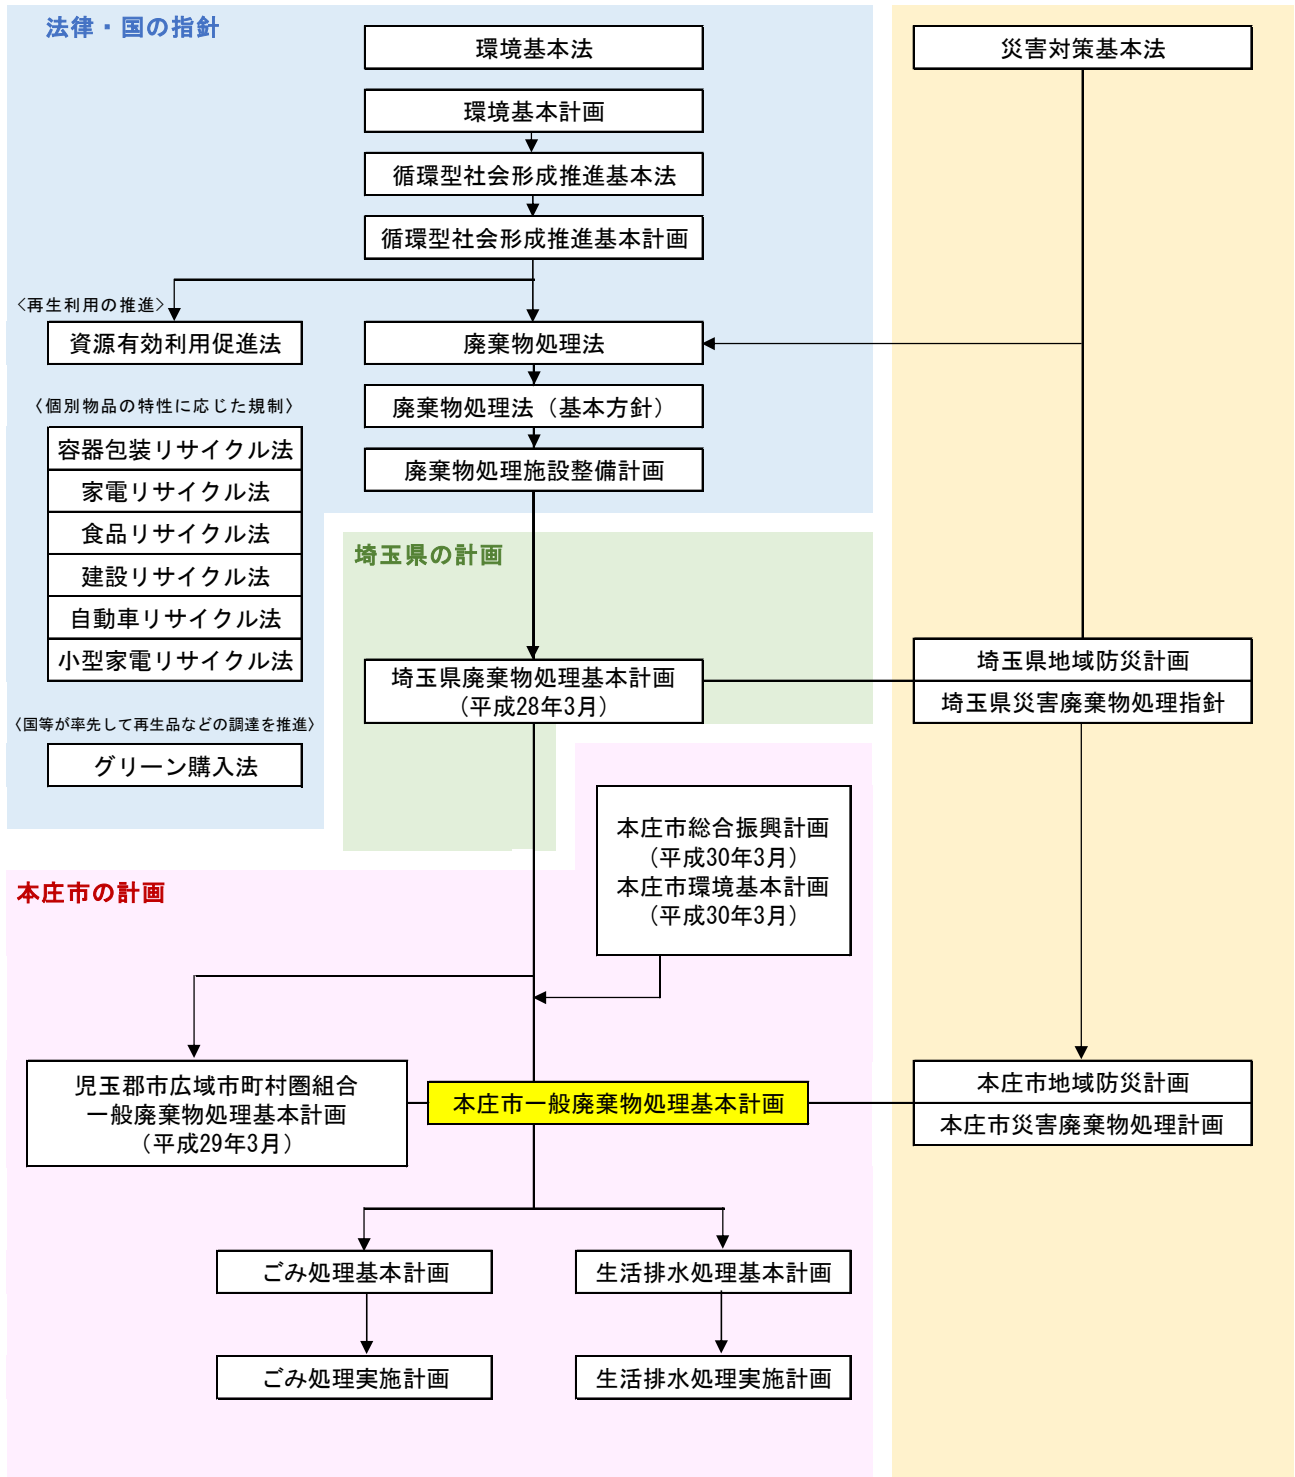 法律・国の指針
環境基本法
災害対策基本法
環境基本計画
循環型社会形成推進基本法
循環型社会形成推進基本計画
〈再生利用の推進〉
資源有効利用促進法
廃棄物処理法
〈個別物品の特性に応じた規制〉
廃棄物処理法（基本方針）
容器包装リサイクル法
廃棄物処理施設整備計画
家電リサイクル法
食品リサイクル法
建設リサイクル法
自動車リサイクル法
小型家電リサイクル法
〈国等が率先して再生品などの調達を推進〉
グリーン購入法
埼玉県の計画
埼玉県廃棄物処理基本計画
（平成28年3月）
埼玉県地域防災計画
埼玉県災害廃棄物処理指針
本庄市総合振興計画
（平成30年3月）
本庄市環境基本計画
（平成30年3月）
本庄市の計画
児玉郡市広域市町村圏組合
一般廃棄物処理基本計画
（平成29年3月）
本庄市一般廃棄物処理基本計画
本庄市地域防災計画
本庄市災害廃棄物処理計画
ごみ処理基本計画
生活排水処理基本計画
ごみ処理実施計画
生活排水処理実施計画